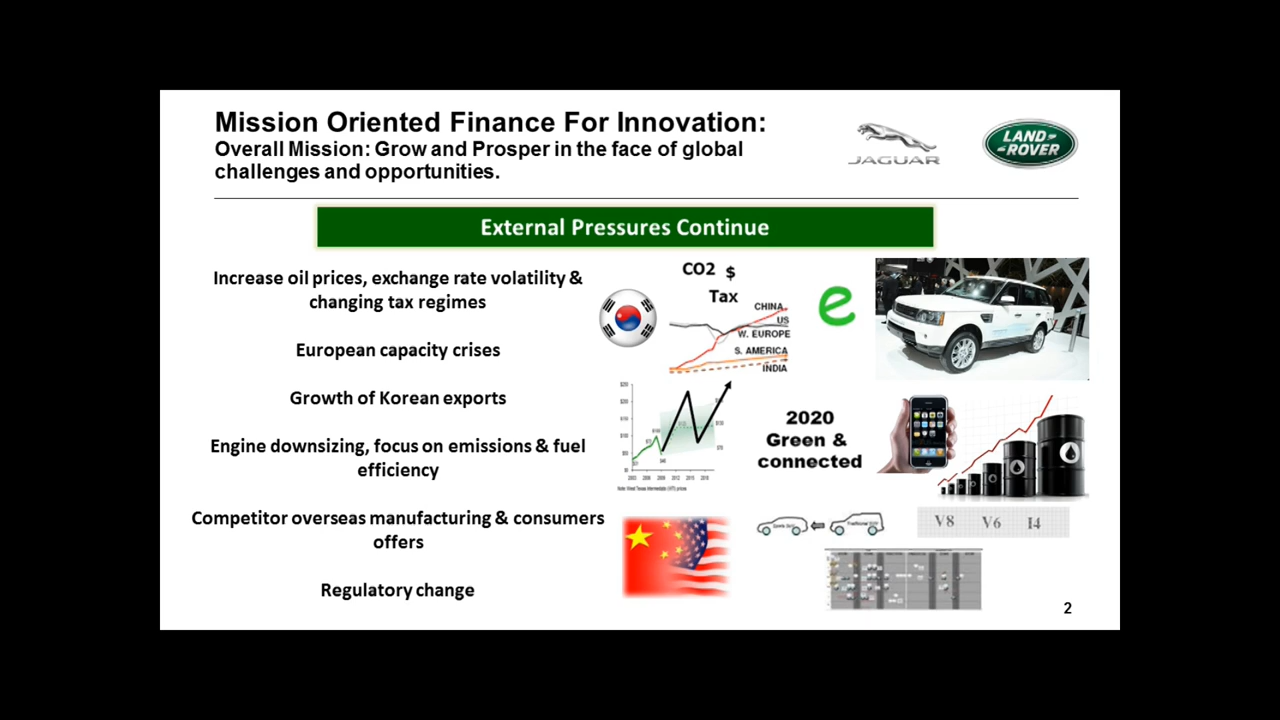 Mission Oriented Finance For Innovation:
Overall Mission: Grow and Prosper in the face of global
challenges and opportunities.
JAGUAR
LAND
ROVER
External Pressures Continue
Increase oil prices, exchange rate volatility &
changing tax regimes
European capacity crises
Growth of Korean exports
Engine downsizing, focus on emissions & fuel
efficiency
Competitor overseas manufacturing & consumers
offers
Regulatory change
CO2 $
Tax
CHINA
US
W. EUROPE
S. AMERICA
INDIA
e
2020
Green &
connected
V8 V6 I4
2